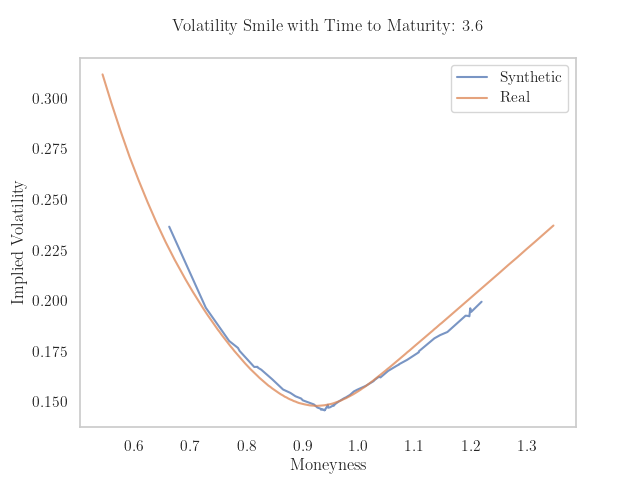 Volatility Smile with Time to Maturity: 3.6
Synthetic
Real
0.300
0.275
0.250
0.225
0.200
0.175
0.150
Implied Volatility
0.6 0.7 0.8 0.9 1.0 1.1 1.2 1.3
Moneyness